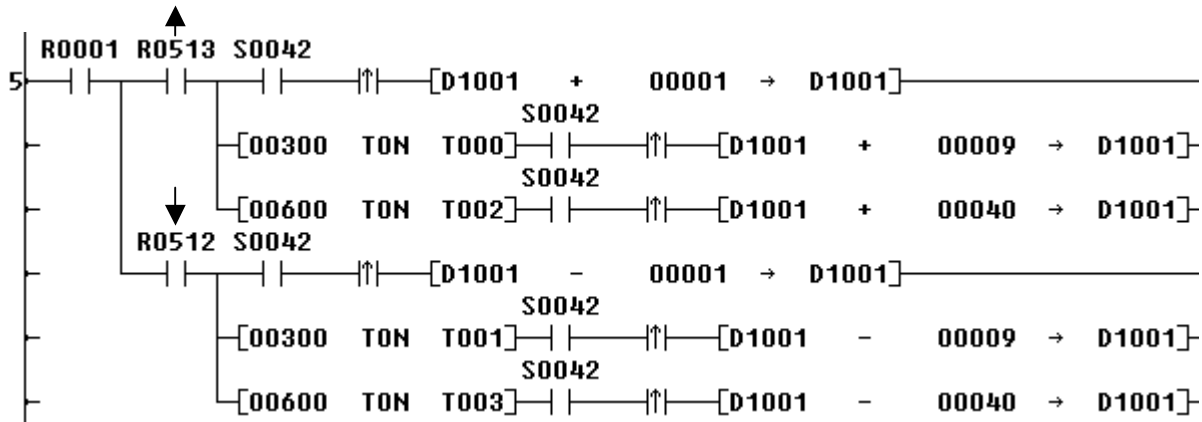 R0001 R0513 S0042
5 ↑ [D1001 + 00001 → D1001]
S0042
[00300 TON T000] ↑ [D1001 + 00009 → D1001]
S0042
[00600 TON T002] ↑ [D1001 + 00040 → D1001]
R0512 S0042
↑ [D1001 - 00001 → D1001]
S0042
[00300 TON T001] ↑ [D1001 - 00009 → D1001]
S0042
[00600 TON T003] ↑ [D1001 - 00040 → D1001]